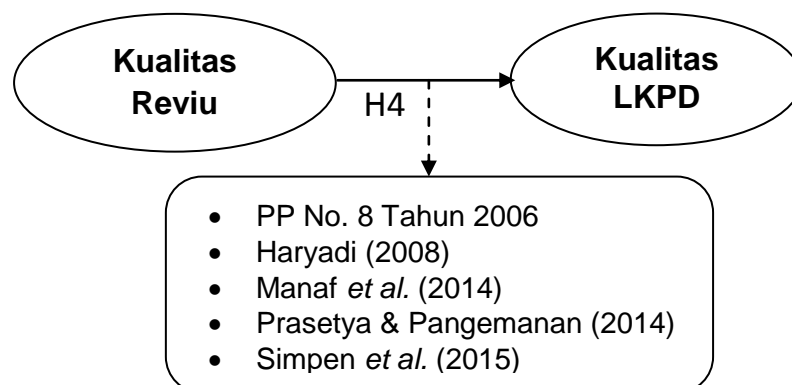 Kualitas
Reviu
H4
Kualitas
LKPD
• PP No. 8 Tahun 2006
• Haryadi (2008)
• Manaf et al. (2014)
• Prasetya & Pangemanan (2014)
• Simpen et al. (2015)